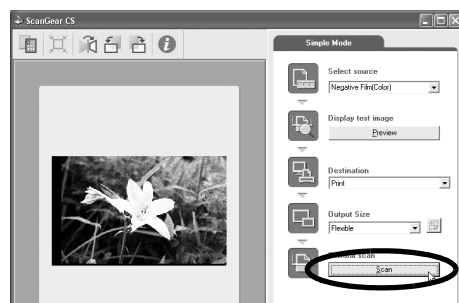 ScanGear CS
Simple Mode
Select source
Negative Film(Color)
Display test image
Preview
Destination
Print
Output Size
Flexible
scan
Scan